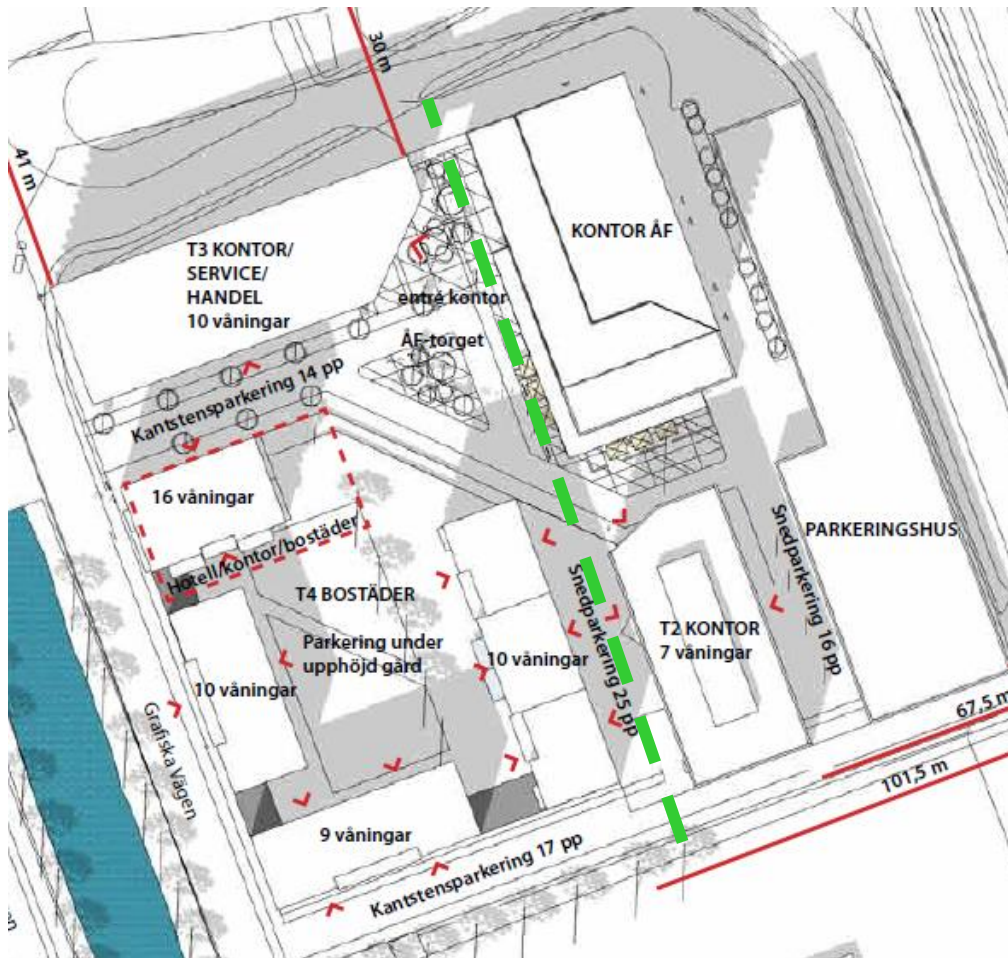 30 m
41 m
KONTOR ÅF
T3 KONTOR/
SERVICE/
HANDEL
10 våningar
entré kontor
ÅF-torget
Kantstensparkering 14 pp
16 våningar
Hotell/kontor/bostäder
T4 BOSTÄDER
Parkering under
upphöjd gård
10 våningar
10 våningar
Snedparkering 25 pp
T2 KONTOR
7 våningar
Snedparkering 16 pp
PARKERINGSHUS
Grafiska Vägen
9 våningar
Kantstensparkering 17 pp
67,5 m
101,5 m